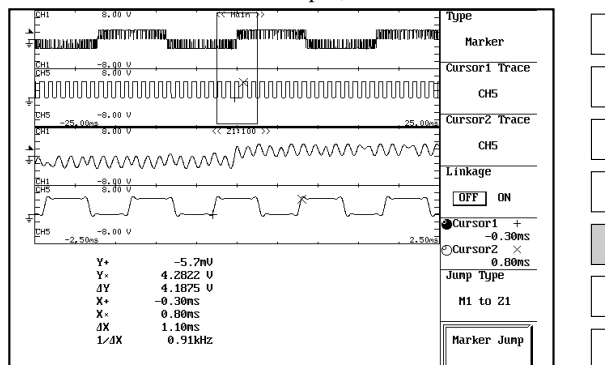 CH1 8.00 V << Main >>
CH1 -8.00 V
CH5 8.00 V
CH5 -8.00 V
-25.00ms 25.00ms
CH1 8.00 V << Z1:100 >>
CH1 -8.00 V
CH5 8.00 V
CH5 -8.00 V
-2.50ms 2.50ms
Y+ -5.7mV
Y× 4.2822 V
ΔY 4.1875 V
X+ -0.30ms
X× 0.80ms
ΔX 1.10ms
1/ΔX 0.91kHz
Type
Marker
Cursor1 Trace
CH5
Cursor2 Trace
CH5
Linkage
OFF ON
Cursor1 +
-0.30ms
Cursor2 ×
0.80ms
Jump Type
M1 to Z1
Marker Jump